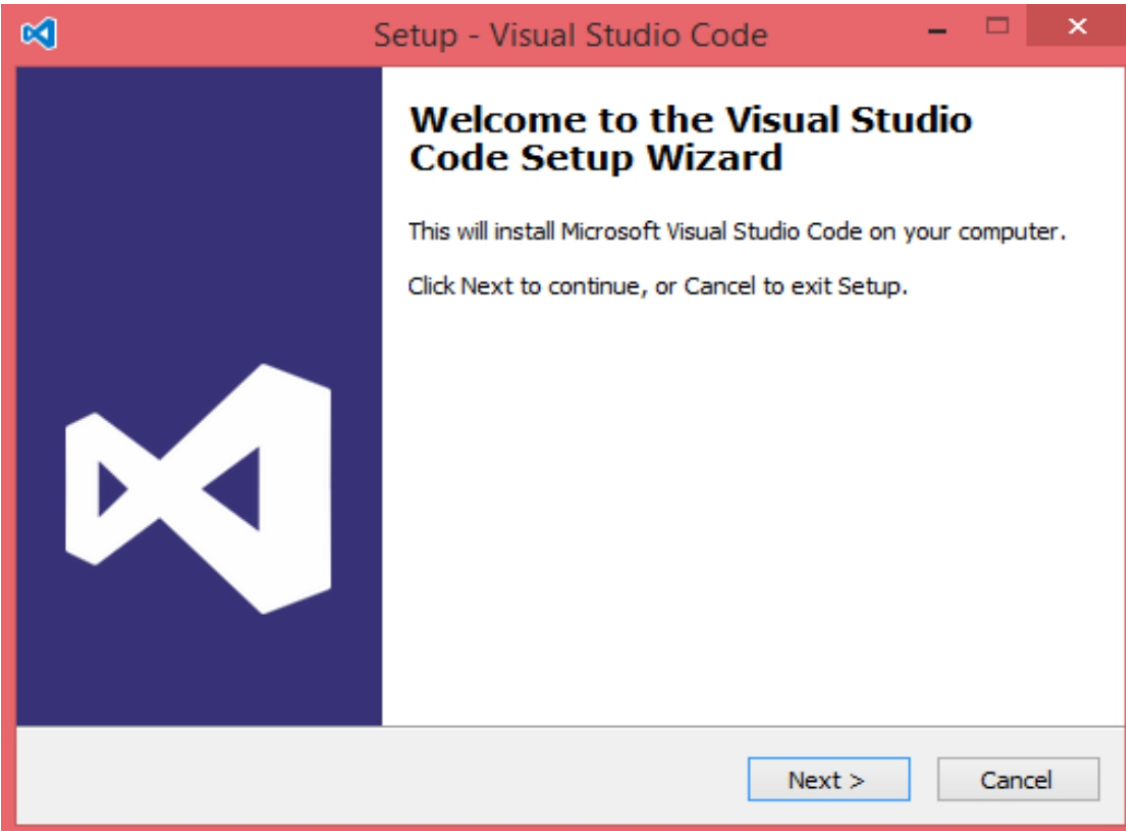 Setup - Visual Studio Code
Welcome to the Visual Studio
Code Setup Wizard
This will install Microsoft Visual Studio Code on your computer.
Click Next to continue, or Cancel to exit Setup.
Next >
Cancel